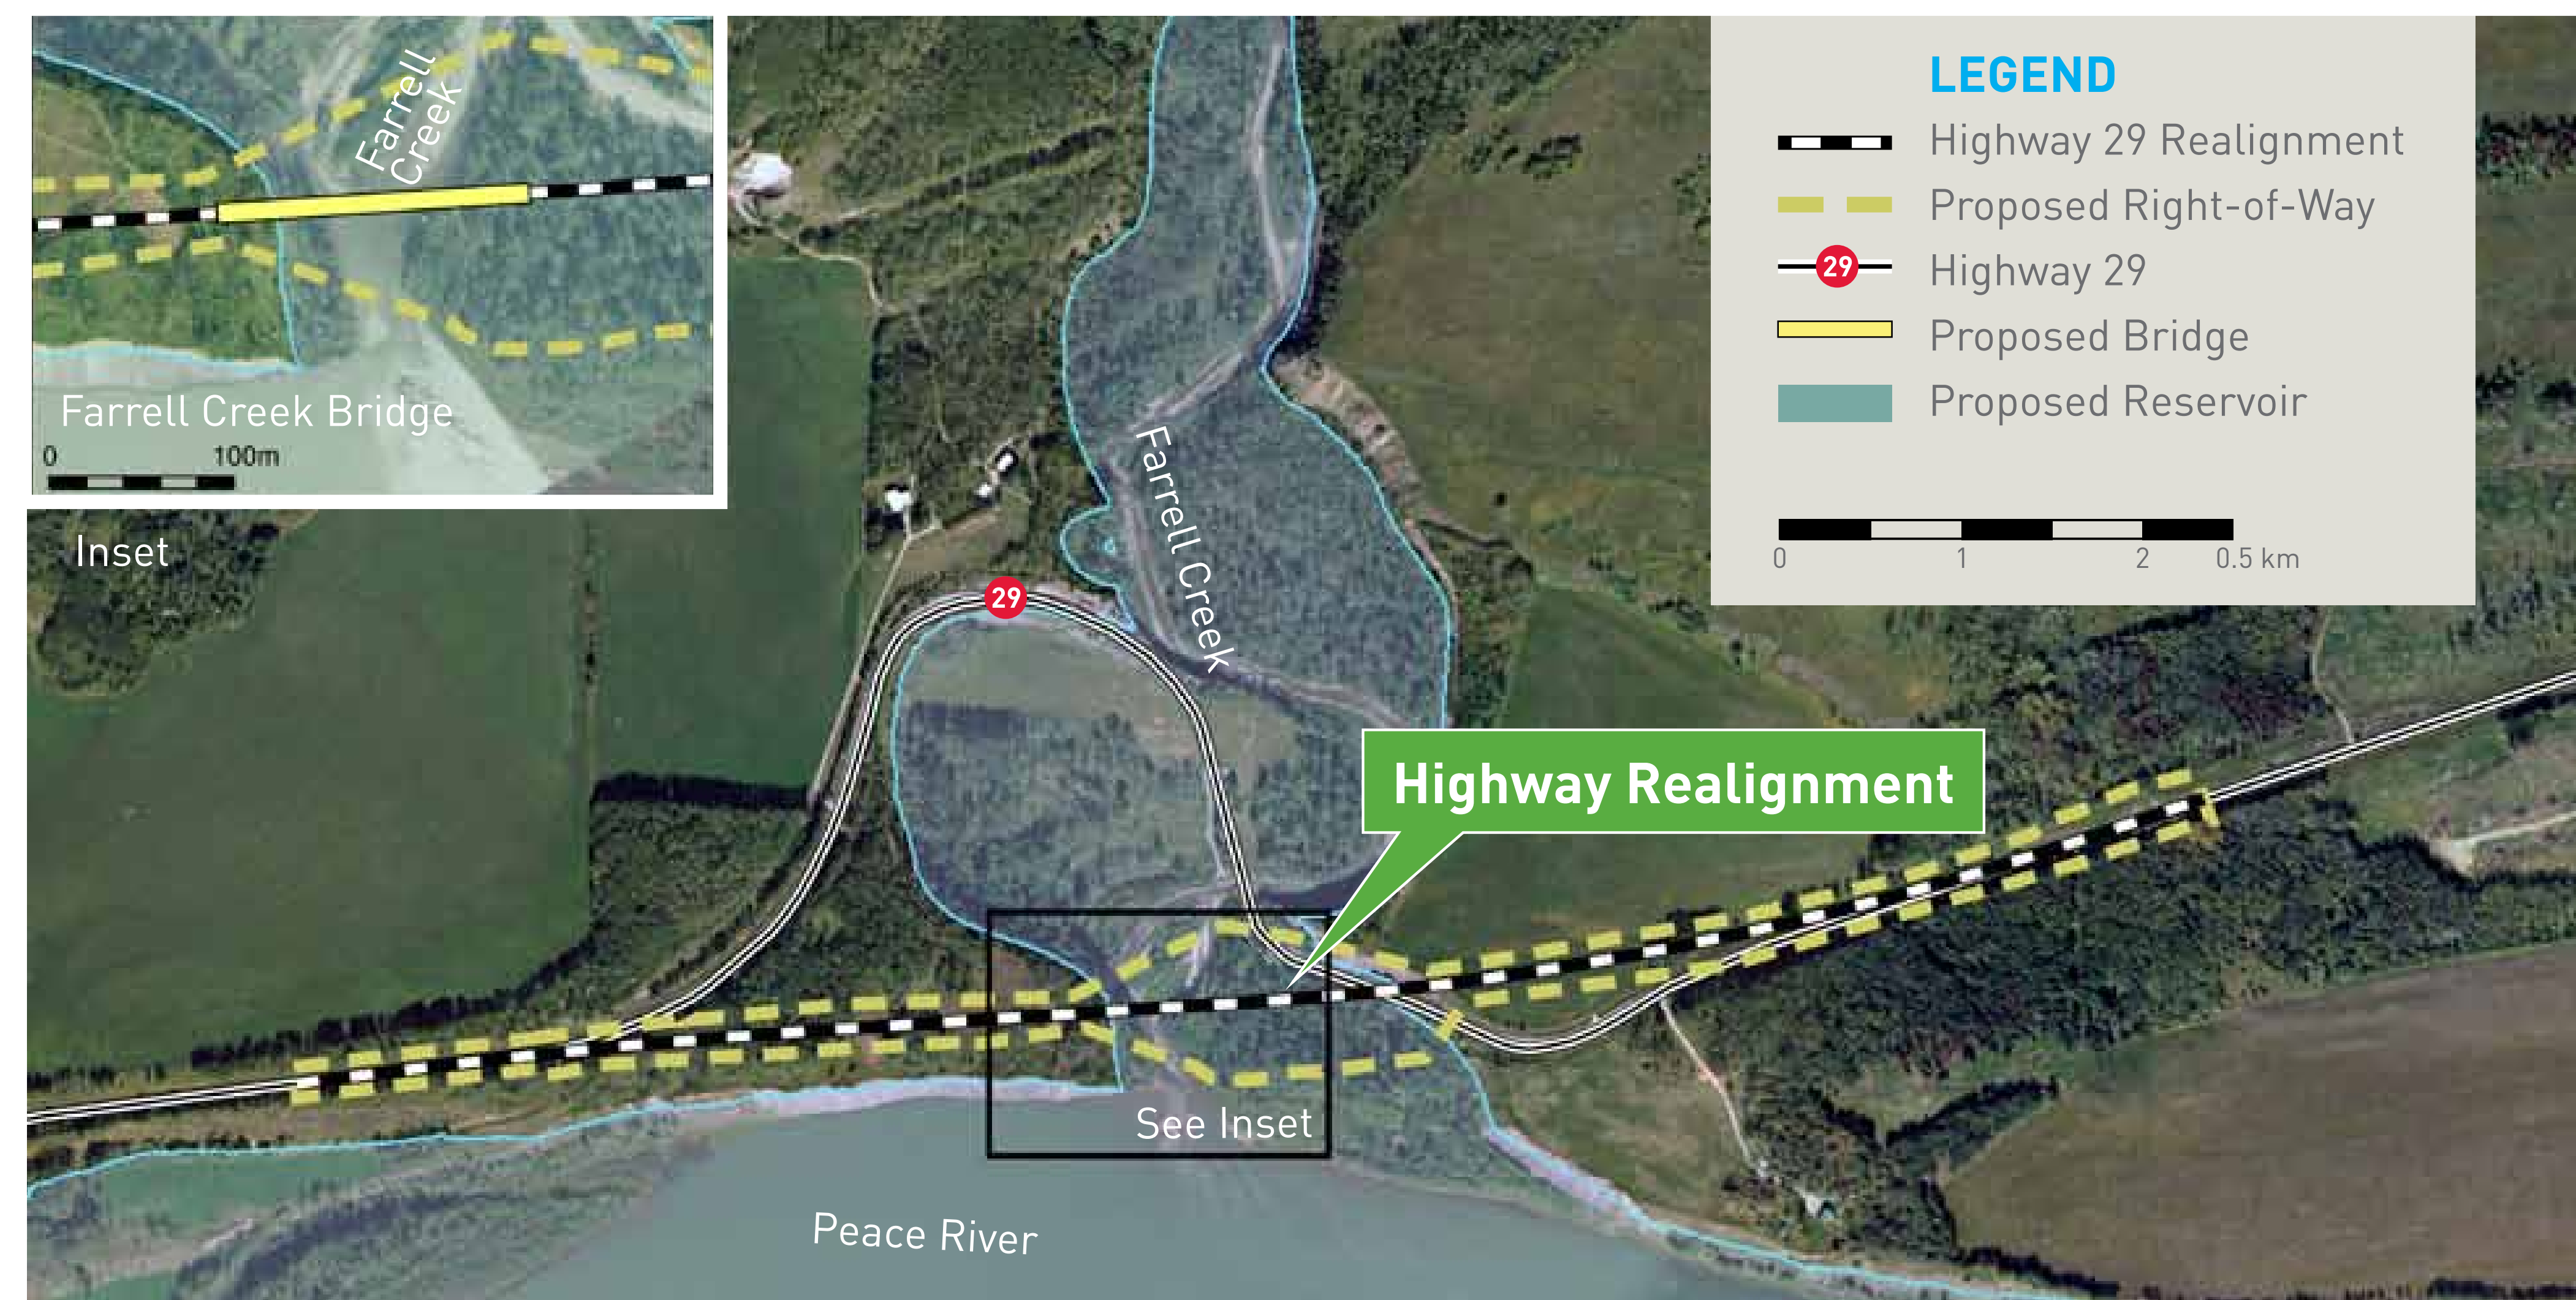 Farrell
Creek
Farrell Creek Bridge
0 100m
Inset
LEGEND
Highway 29 Realignment
Proposed Right-of-Way
29 Highway 29
Proposed Bridge
Proposed Reservoir
0 1 2 0.5 km
Farrell Creek
29
Highway Realignment
See Inset
Peace River